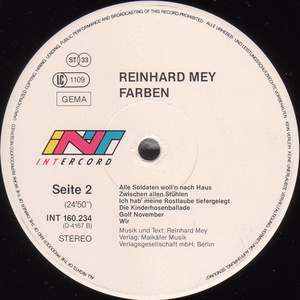 ST 33
LC 1109
GEMA
REINHARD MEY
FARBEN
INT
INTERCORD
Seite 2
(24'50")
INT 160.234
(D-4167 B)
STEREO
Alle Soldaten woll'n nach Haus
Zwischen allen Stühlen
Ich hab' meine Rostlaube tiefergelegt
Die Kinderhosenballade
Golf November
Wir
Musik und Text: Reinhard Mey
Verlag: Maikäfer Musik
Verlagsgesellschaft mbH, Berlin